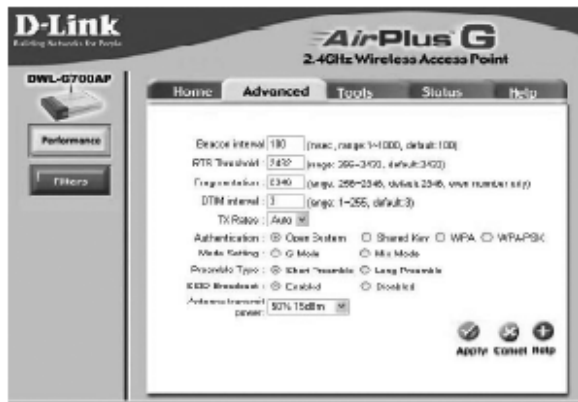 D-Link
Building Networks for People
AirPlus G
2.4GHz Wireless Access Point
DWL-G700AP
Home Advanced Tools Status Help
Performance
Filters
Beacon interval 100 (msec, range: 1~1000, default: 100)
RTS Threshold : 2432 (range: 256~2432, default: 2432)
Fragmentation : 2346 (range, 256~2346, default: 2346, even number only)
DTIM interval : 3 (range: 1~255, default: 3)
TX Rates : Auto
Authentication : Open System Shared Key WPA WPA-PSK
Mode Setting : G Mode Mix Mode
Preamble Type : Short Preamble Long Preamble
SSID Broadcast : Enabled Disabled
Antenna transmit power: 50% 15dBm
Apply Cancel Help